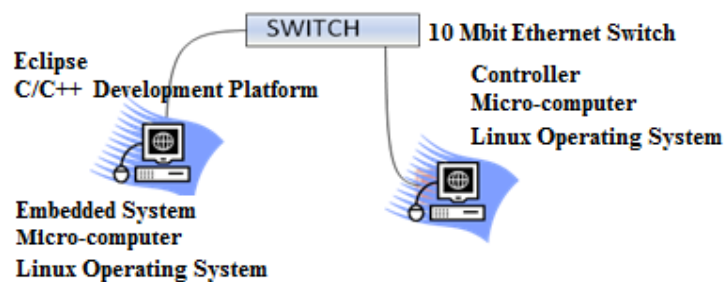 SWITCH
10 Mbit Ethernet Switch
Eclipse
C/C++ Development Platform
Controller
Micro-computer
Linux Operating System
Embedded System
Micro-computer
Linux Operating System